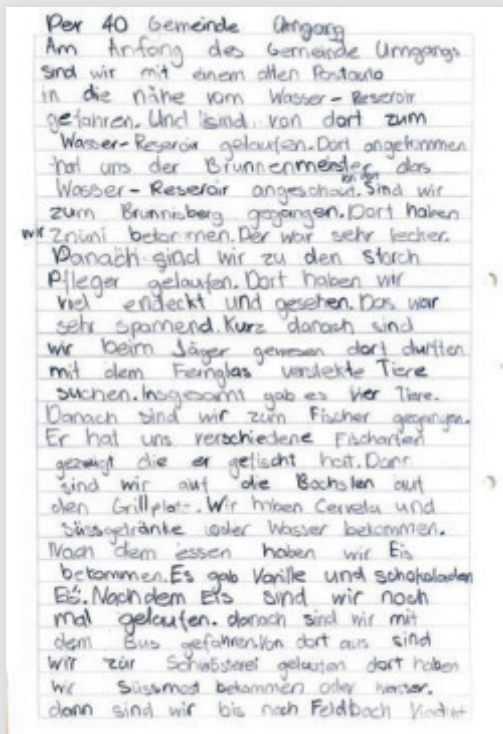 Der 40 Gemeinde Umgang
Am Anfang des Gemeinde Umgangs
sind wir mit einem alten Postauto
in die nähe vom Wasser-Reservoir
gefahren. Und sind von dort zum
Wasser-Reservoir gelaufen. Dort angekommen
hat uns der Brunnenmeister das
Wasser-Reservoir angeschaut. Sind wir
zum Brunnisberg gegangen. Dort haben
wir Znüni bekommen. Der war sehr lecker.
Danach sind wir zu den Storch
Pfleger gelaufen. Dort haben wir
viel endeckt und gesehen. Das war
sehr spannend. Kurz danach sind
wir beim Jäger gewesen dort durften
mit dem Fernglas verstekte Tiere
suchen. Insgesamt gab es vier Tiere.
Danach sind wir zum Fischer gegangen.
Er hat uns verschiedene Fischarten
gezeigt die er gefischt hat. Dann
sind wir auf die Bochslen auf
den Grillplatz. Wir haben Cervela und
Süssgetränke oder Wasser bekommen.
Nach dem essen haben wir Eis
bekommen. Es gab Vanille und schokoladen
Eis. Nach dem Eis sind wir noch
mal gelaufen. danach sind wir mit
dem Bus gefahren von dort aus sind
wir zur gelaufen dort haben
wir Süssmost bekommen oder wasser.
dann sind wir bis nach Feldbach